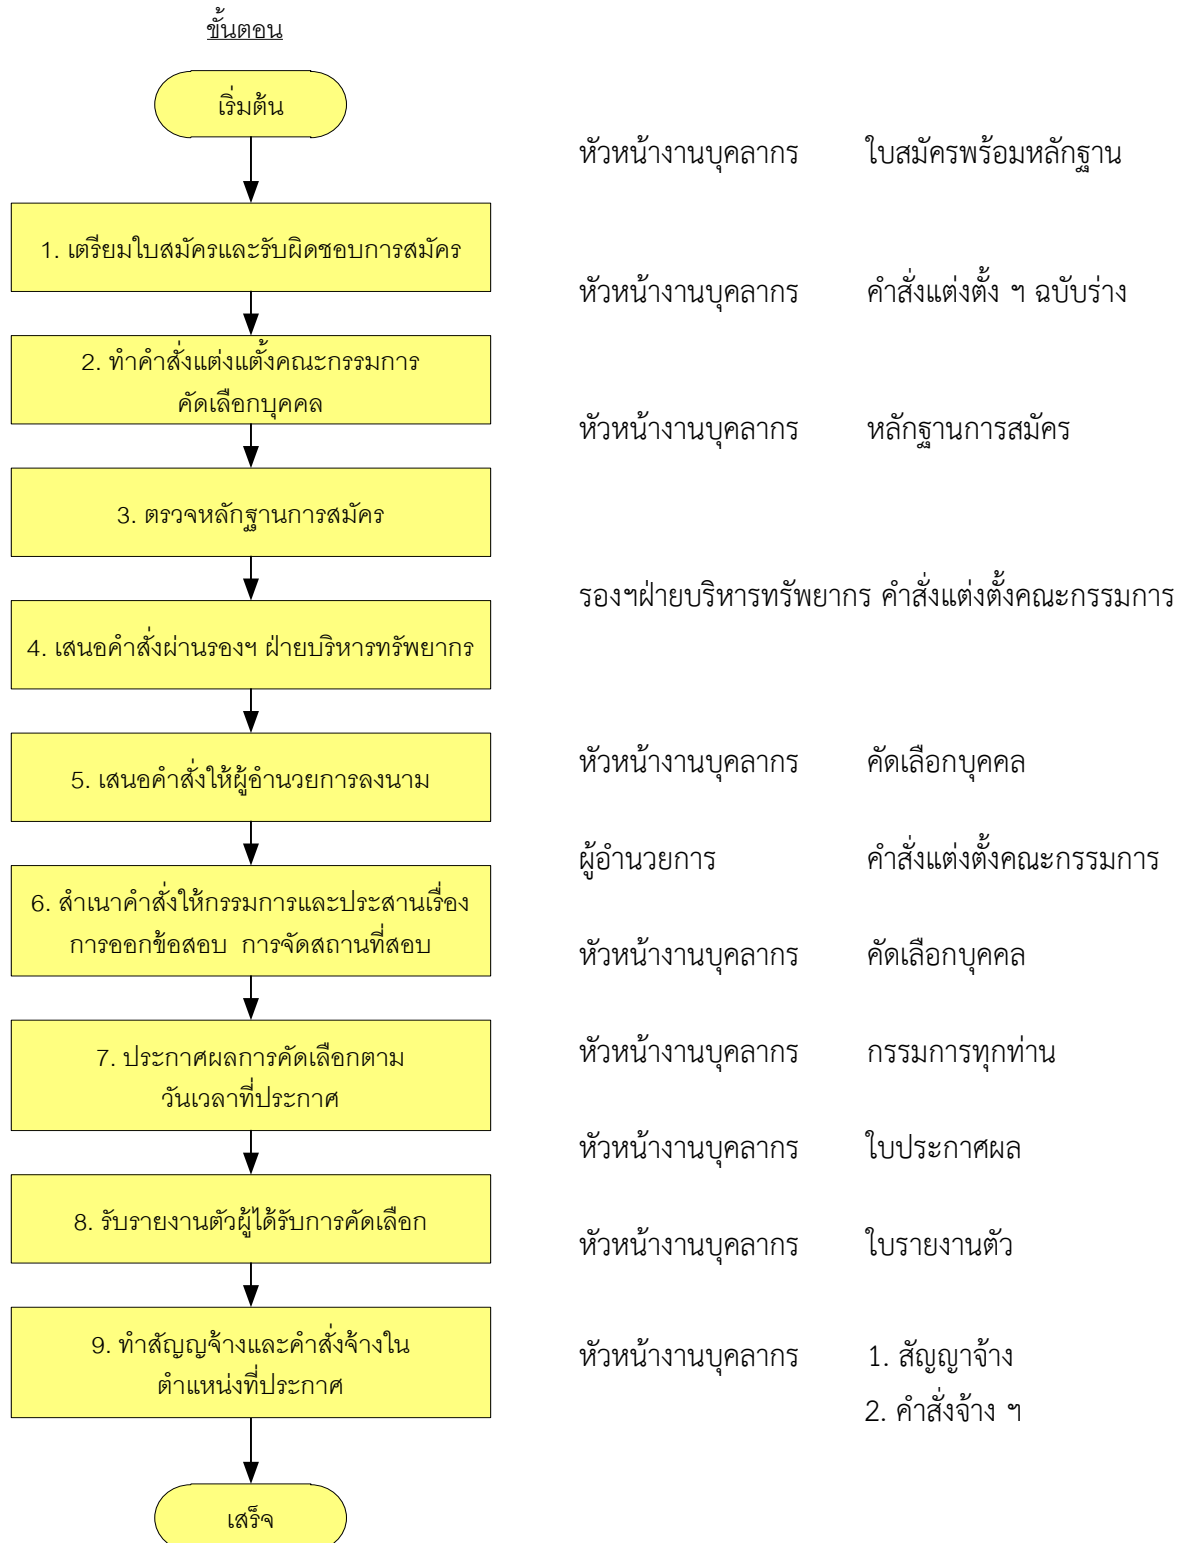 ขั้นตอน
เริ่มต้น
หัวหน้างานบุคลากร ใบสมัครพร้อมหลักฐาน
1. เตรียมใบสมัครและรับผิดชอบการสมัคร
หัวหน้างานบุคลากร คำสั่งแต่งตั้ง ฯ ฉบับร่าง
2. ทำคำสั่งแต่งแต้ังคณะกรรมการ
คัดเลือกบุคคล
หัวหน้างานบุคลากร หลักฐานการสมัคร
3. ตรวจหลักฐานการสมัคร
รองฯฝ่ายบริหารทรัพยากร คำสั่งแต่งตั้งคณะกรรมการ
4. เสนอคำสั่งผ่านรองฯ ฝ่ายบริหารทรัพยากร
หัวหน้างานบุคลากร คัดเลือกบุคคล
5. เสนอคำสั่งให้ผู้อำนวยการลงนาม
ผู้อำนวยการ คำสั่งแต่งตั้งคณะกรรมการ
6. สำเนาคำสั่งให้กรรมการและประสานเรื่อง
การออกข้อสอบ การจัดสถานที่สอบ
หัวหน้างานบุคลากร คัดเลือกบุคคล
7. ประกาศผลการคัดเลือกตาม
วันเวลาที่ประกาศ
หัวหน้างานบุคลากร กรรมการทุกท่าน
หัวหน้างานบุคลากร ใบประกาศผล
8. รับรายงานตัวผู้ได้รับการคัดเลือก
หัวหน้างานบุคลากร ใบรายงานตัว
9. ทำสัญญจ้างและคำสั่งจ้างใน
ตำแหน่งที่ประกาศ
หัวหน้างานบุคลากร 1. สัญญาจ้าง
2. คำสั่งจ้าง ฯ
เสร็จ